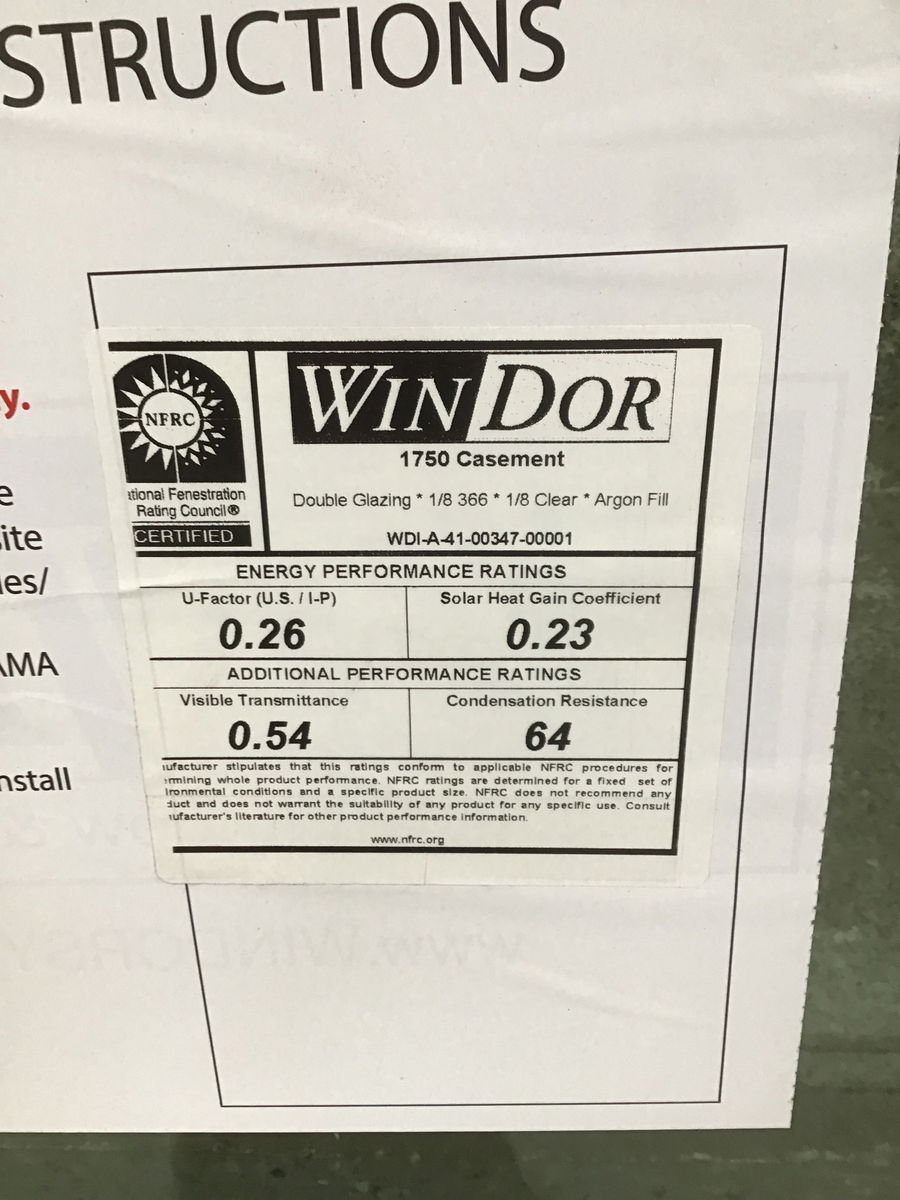 STRUCTIONS
y.
e
ite
les/
AMA
nstall
NFRC
ational Fenestration
Rating Council®
CERTIFIED
WINDOR
1750 Casement
Double Glazing * 1/8 366 * 1/8 Clear * Argon Fill
WDI-A-41-00347-00001
ENERGY PERFORMANCE RATINGS
U-Factor (U.S. / I-P)
Solar Heat Gain Coefficient
0.26
0.23
ADDITIONAL PERFORMANCE RATINGS
Visible Transmittance
Condensation Resistance
0.54
64
ufacturer stipulates that this ratings conform to applicable NFRC procedures for
ermining whole product performance. NFRC ratings are determined for a fixed set of
ironmental conditions and a specific product size. NFRC does not recommend any
duct and does not warrant the suitability of any product for any specific use. Consult
ufacturer's literature for other product performance information.
www.nfrc.org